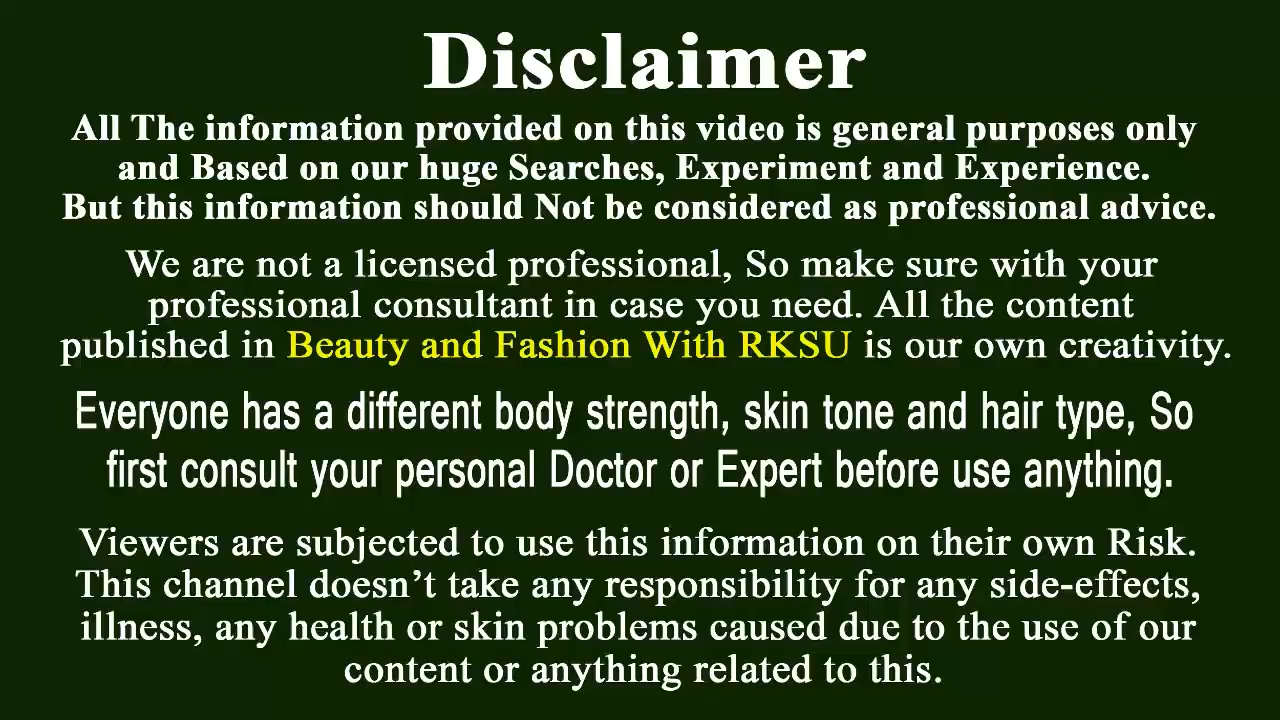 Disclaimer
All The information provided on this video is general purposes only
and Based on our huge Searches, Experiment and Experience.
But this information should Not be considered as professional advice.
We are not a licensed professional, So make sure with your
professional consultant in case you need. All the content
published in Beauty and Fashion With RKSU is our own creativity.
Everyone has a different body strength, skin tone and hair type, So
first consult your personal Doctor or Expert before use anything.
Viewers are subjected to use this information on their own Risk.
This channel doesn’t take any responsibility for any side-effects,
illness, any health or skin problems caused due to the use of our
content or anything related to this.